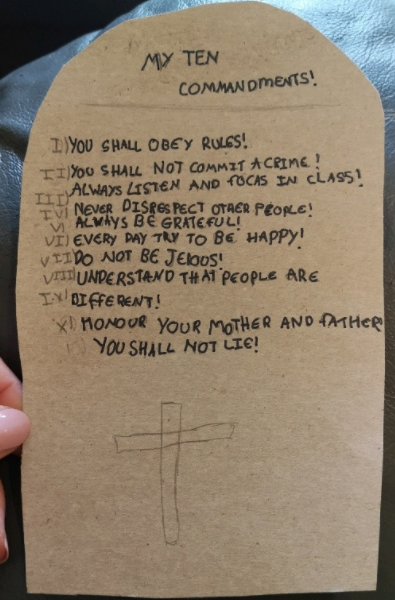 MY TEN
COMMANDMENTS!
I) YOU SHALL OBEY RULES!
II) YOU SHALL NOT COMMIT A CRIME!
ALWAYS LISTEN AND FOCAS IN CLASS!
III) NEVER DISRESPECT OTHER PEOPLE!
IV) ALWAYS BE GRATEFUL!
V)
VI) EVERY DAY TRY TO BE HAPPY!
VII) DO NOT BE JELOUS!
VIII) UNDERSTAND THAT PEOPLE ARE
IX) DIFFERENT!
X) HONOUR YOUR MOTHER AND FATHER
YOU SHALL NOT LIE!